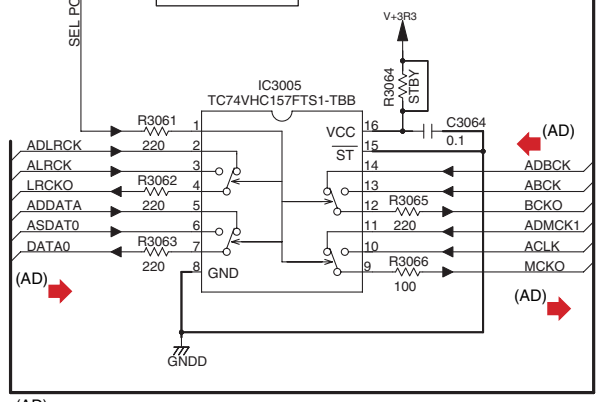 SEL PO
V+3R3
R3064
STBY
IC3005
TC74VHC157FTS1-TBB
R3061
220
1
VCC
16
C3064
0.1
(AD)
ADLRCK
2
15
ST
ALRCK
3
14
ADBCK
LRCKO
R3062
220
4
13
ABCK
12
R3065
220
BCKO
ADDATA
5
11
ADMCK1
ASDAT0
6
10
ACLK
DATA0
R3063
220
7
9
R3066
100
MCKO
8
GND
(AD)
(AD)
GNDD
(AD)